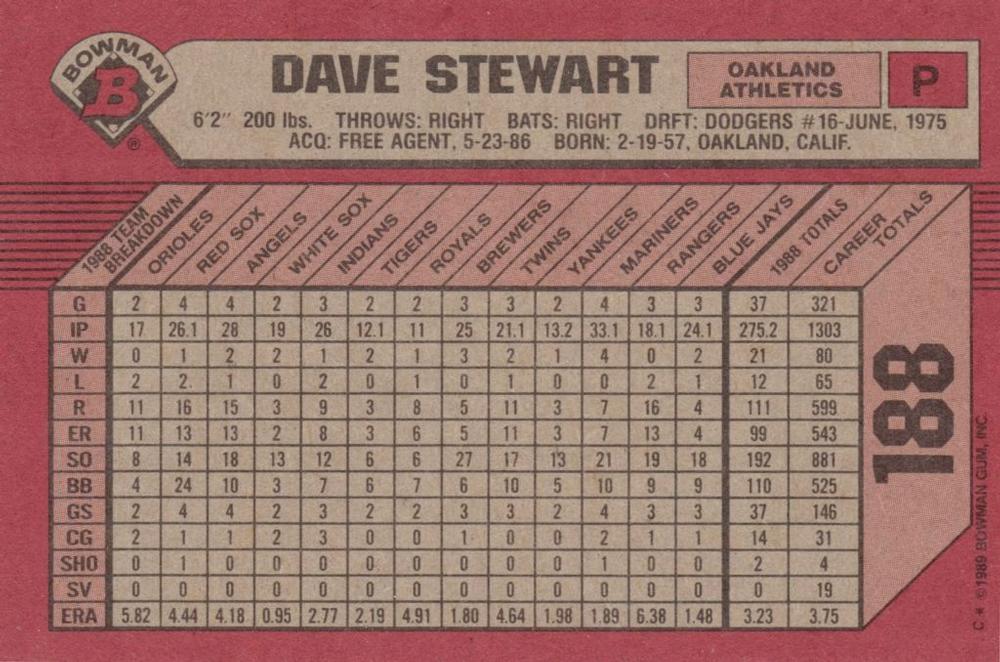 BOWMAN
B
®
DAVE STEWART
OAKLAND ATHLETICS
P
6'2" 200 lbs. THROWS: RIGHT BATS: RIGHT DRFT: DODGERS #16-JUNE, 1975
ACQ: FREE AGENT, 5-23-86 BORN: 2-19-57, OAKLAND, CALIF.
1988 TEAM BREAKDOWN ORIOLES RED SOX ANGELS WHITE SOX INDIANS TIGERS ROYALS BREWERS TWINS YANKEES MARINERS RANGERS BLUE JAYS 1988 TOTALS CAREER TOTALS
G 2 4 4 2 3 2 2 3 3 2 4 3 3 37 321
IP 17 26.1 28 19 26 12.1 11 25 21.1 13.2 33.1 18.1 24.1 275.2 1303
W 0 1 2 2 1 2 1 3 2 1 4 0 2 21 80
L 2 2. 1 0 2 0 1 0 1 0 0 2 1 12 65
R 11 16 15 3 9 3 8 5 11 3 7 16 4 111 599
ER 11 13 13 2 8 3 6 5 11 3 7 13 4 99 543
SO 8 14 18 13 12 6 6 27 17 13 21 19 18 192 881
BB 4 24 10 3 7 6 7 6 10 5 10 9 9 110 525
GS 2 4 4 2 3 2 2 3 3 2 4 3 3 37 146
CG 2 1 1 2 3 0 0 1 0 0 2 1 1 14 31
SHO 0 1 0 0 0 0 0 0 0 0 1 0 0 2 4
SV 0 0 0 0 0 0 0 0 0 0 0 0 0 0 19
ERA 5.82 4.44 4.18 0.95 2.77 2.19 4.91 1.80 4.64 1.98 1.89 6.38 1.48 3.23 3.75
188
C* ©1989 BOWMAN GUM, INC.